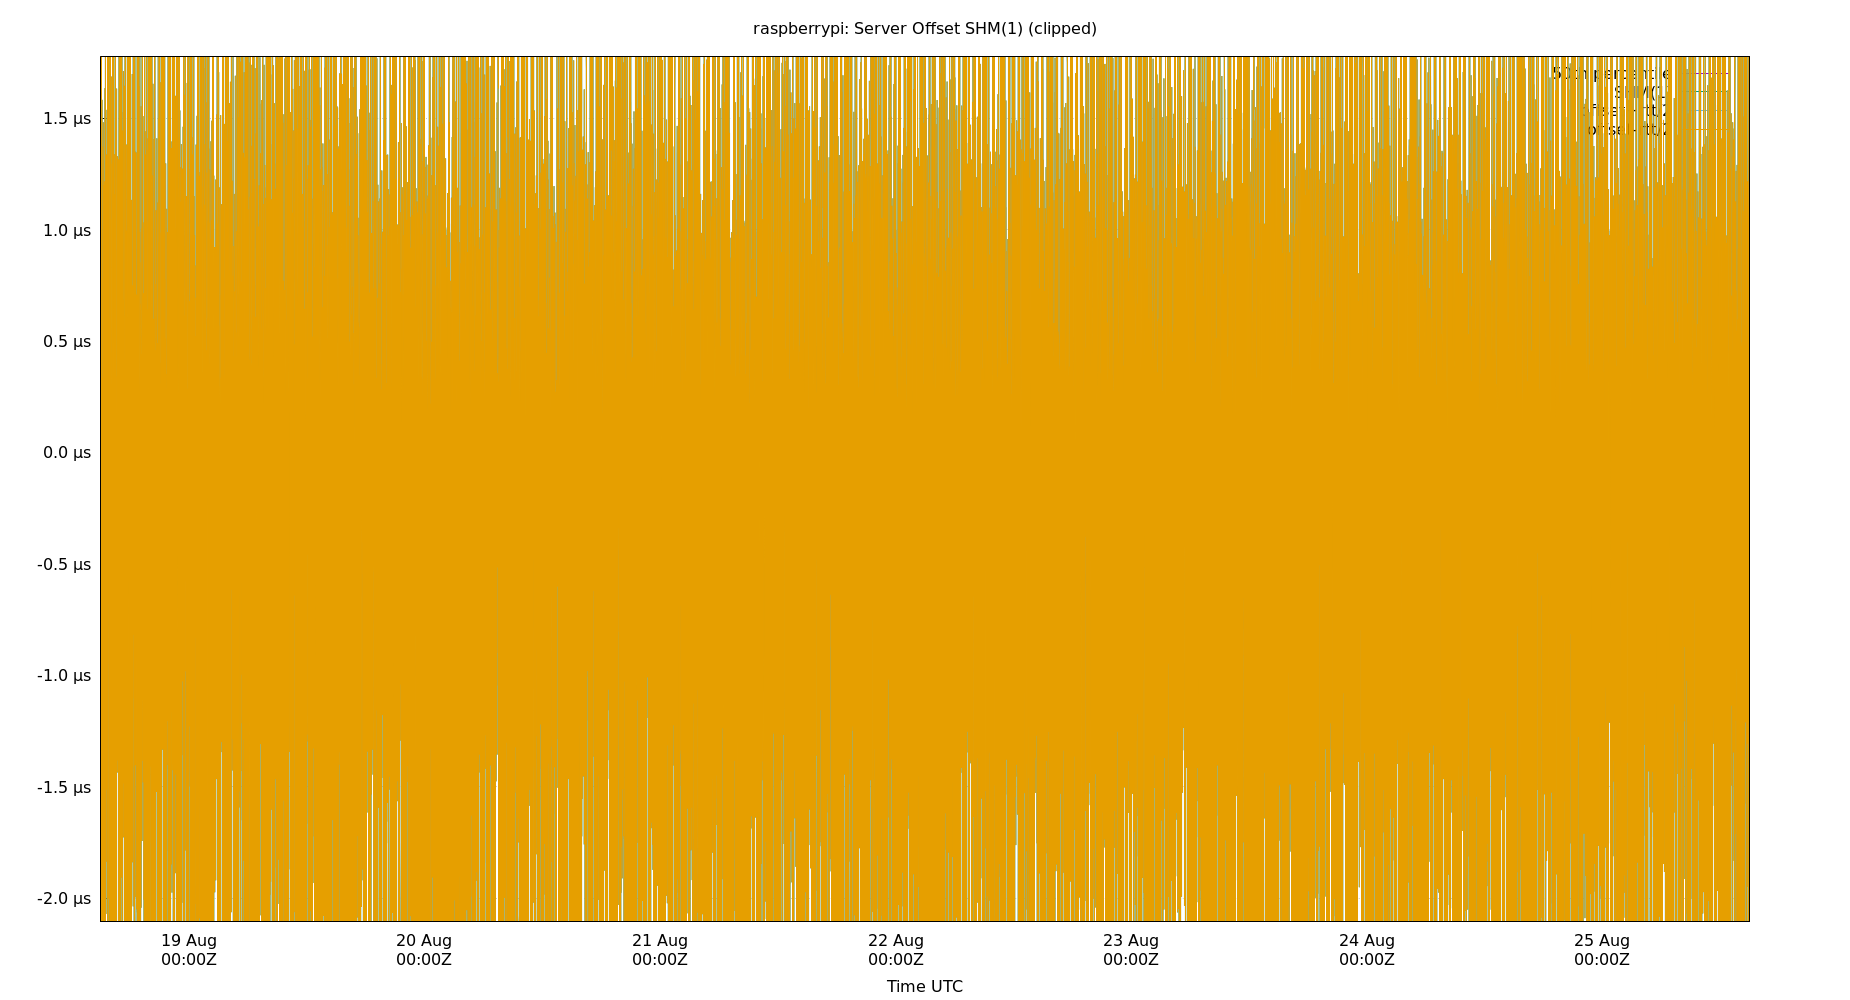 raspberrypi: Server Offset SHM(1) (clipped)
1.5 µs
1.0 µs
0.5 µs
0.0 µs
-0.5 µs
-1.0 µs
-1.5 µs
-2.0 µs
19 Aug 20 Aug 21 Aug 22 Aug 23 Aug 24 Aug 25 Aug
00:00Z 00:00Z 00:00Z 00:00Z 00:00Z 00:00Z 00:00Z
Time UTC